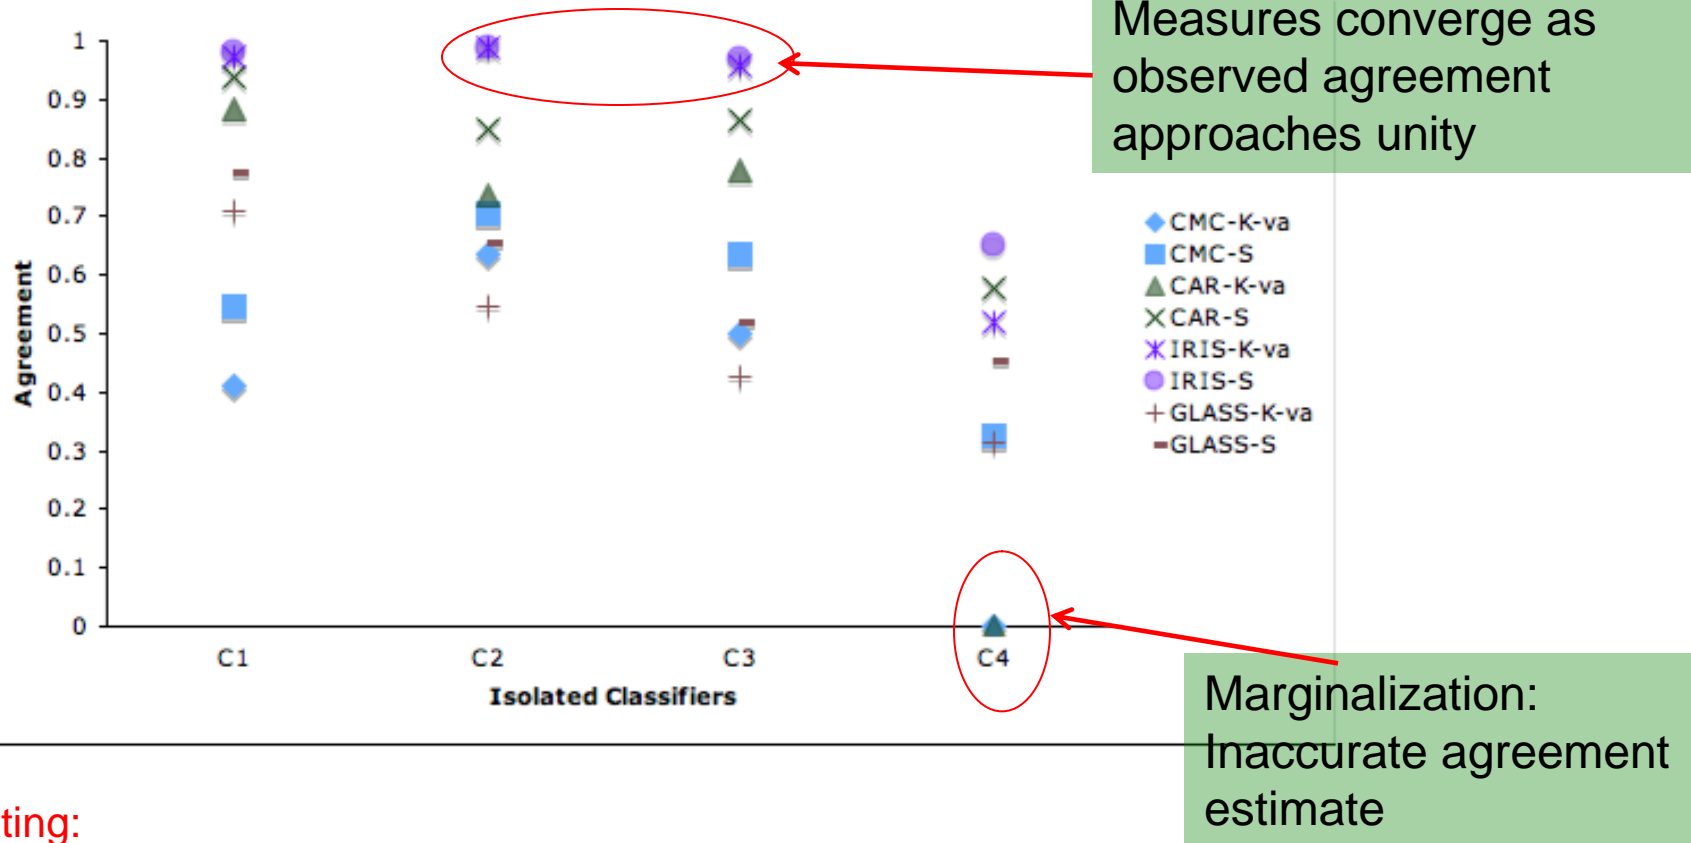 Measures converge as
observed agreement
approaches unity
1
0.9
0.8
0.7
0.6
0.5
0.4
0.3
0.2
0.1
0
Agreement
C1 C2 C3 C4
Isolated Classifiers
CMC-K-va
CMC-S
CAR-K-va
CAR-S
IRIS-K-va
IRIS-S
GLASS-K-va
GLASS-S
Marginalization:
Inaccurate agreement
estimate
ting: